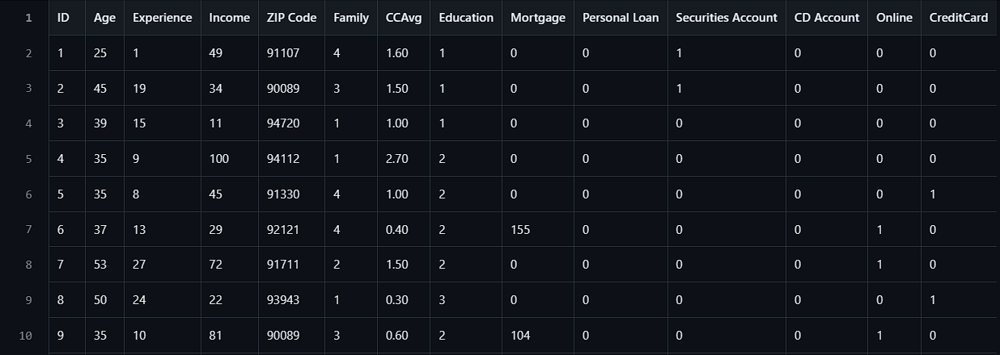 1 ID Age Experience Income ZIP Code Family CCAvg Education Mortgage Personal Loan Securities Account CD Account Online CreditCard
2 1 25 1 49 91107 4 1.60 1 0 0 1 0 0 0
3 2 45 19 34 90089 3 1.50 1 0 0 1 0 0 0
4 3 39 15 11 94720 1 1.00 1 0 0 0 0 0 0
5 4 35 9 100 94112 1 2.70 2 0 0 0 0 0 0
6 5 35 8 45 91330 4 1.00 2 0 0 0 0 0 1
7 6 37 13 29 92121 4 0.40 2 155 0 0 0 1 0
8 7 53 27 72 91711 2 1.50 2 0 0 0 0 1 0
9 8 50 24 22 93943 1 0.30 3 0 0 0 0 0 1
10 9 35 10 81 90089 3 0.60 2 104 0 0 0 1 0